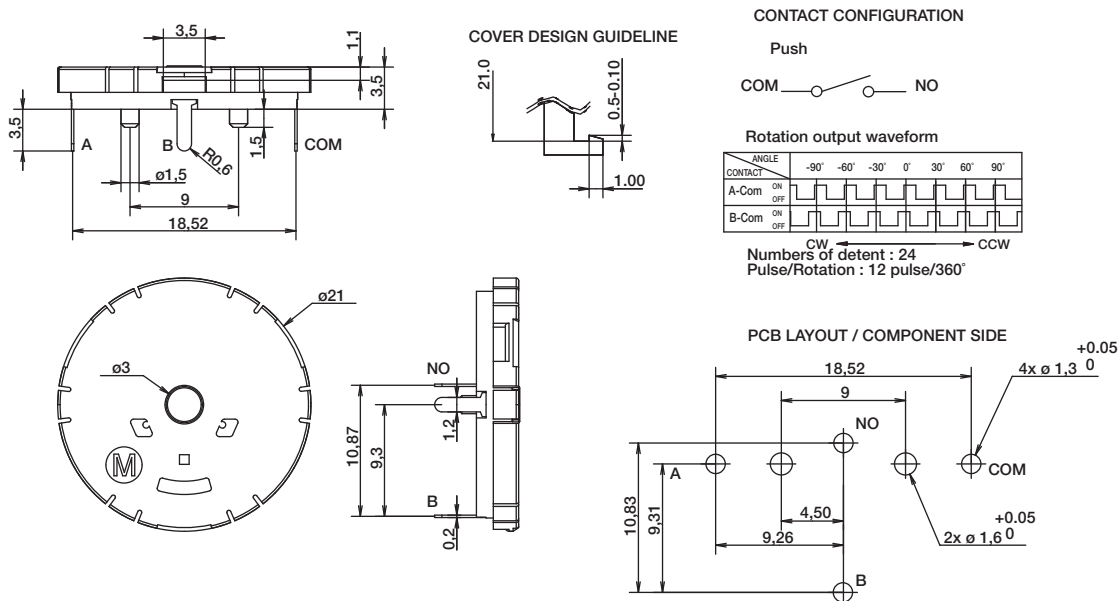 3,5
1,1
3,5
3,5
A
B
COM
1,5
R0,6
ø1,5
9
18,52
COVER DESIGN GUIDELINE
21.0
0.5-0.10
1.00
CONTACT CONFIGURATION
Push
COM
NO
Rotation output waveform
ANGLE
CONTACT
-90° -60° -30° 0° 30° 60° 90°
A-Com ON
OFF
B-Com ON
OFF
CW CCW
Numbers of detent : 24
Pulse/Rotation : 12 pulse/360°
ø21
ø3
M
NO
10,87
9,3
1,2
B
0,2
PCB LAYOUT / COMPONENT SIDE
18,52
4x ø 1,3 +0.05
0
9
NO
A
COM
10,83
9,31
4,50
9,26
2x ø 1,6 +0.05
0
B